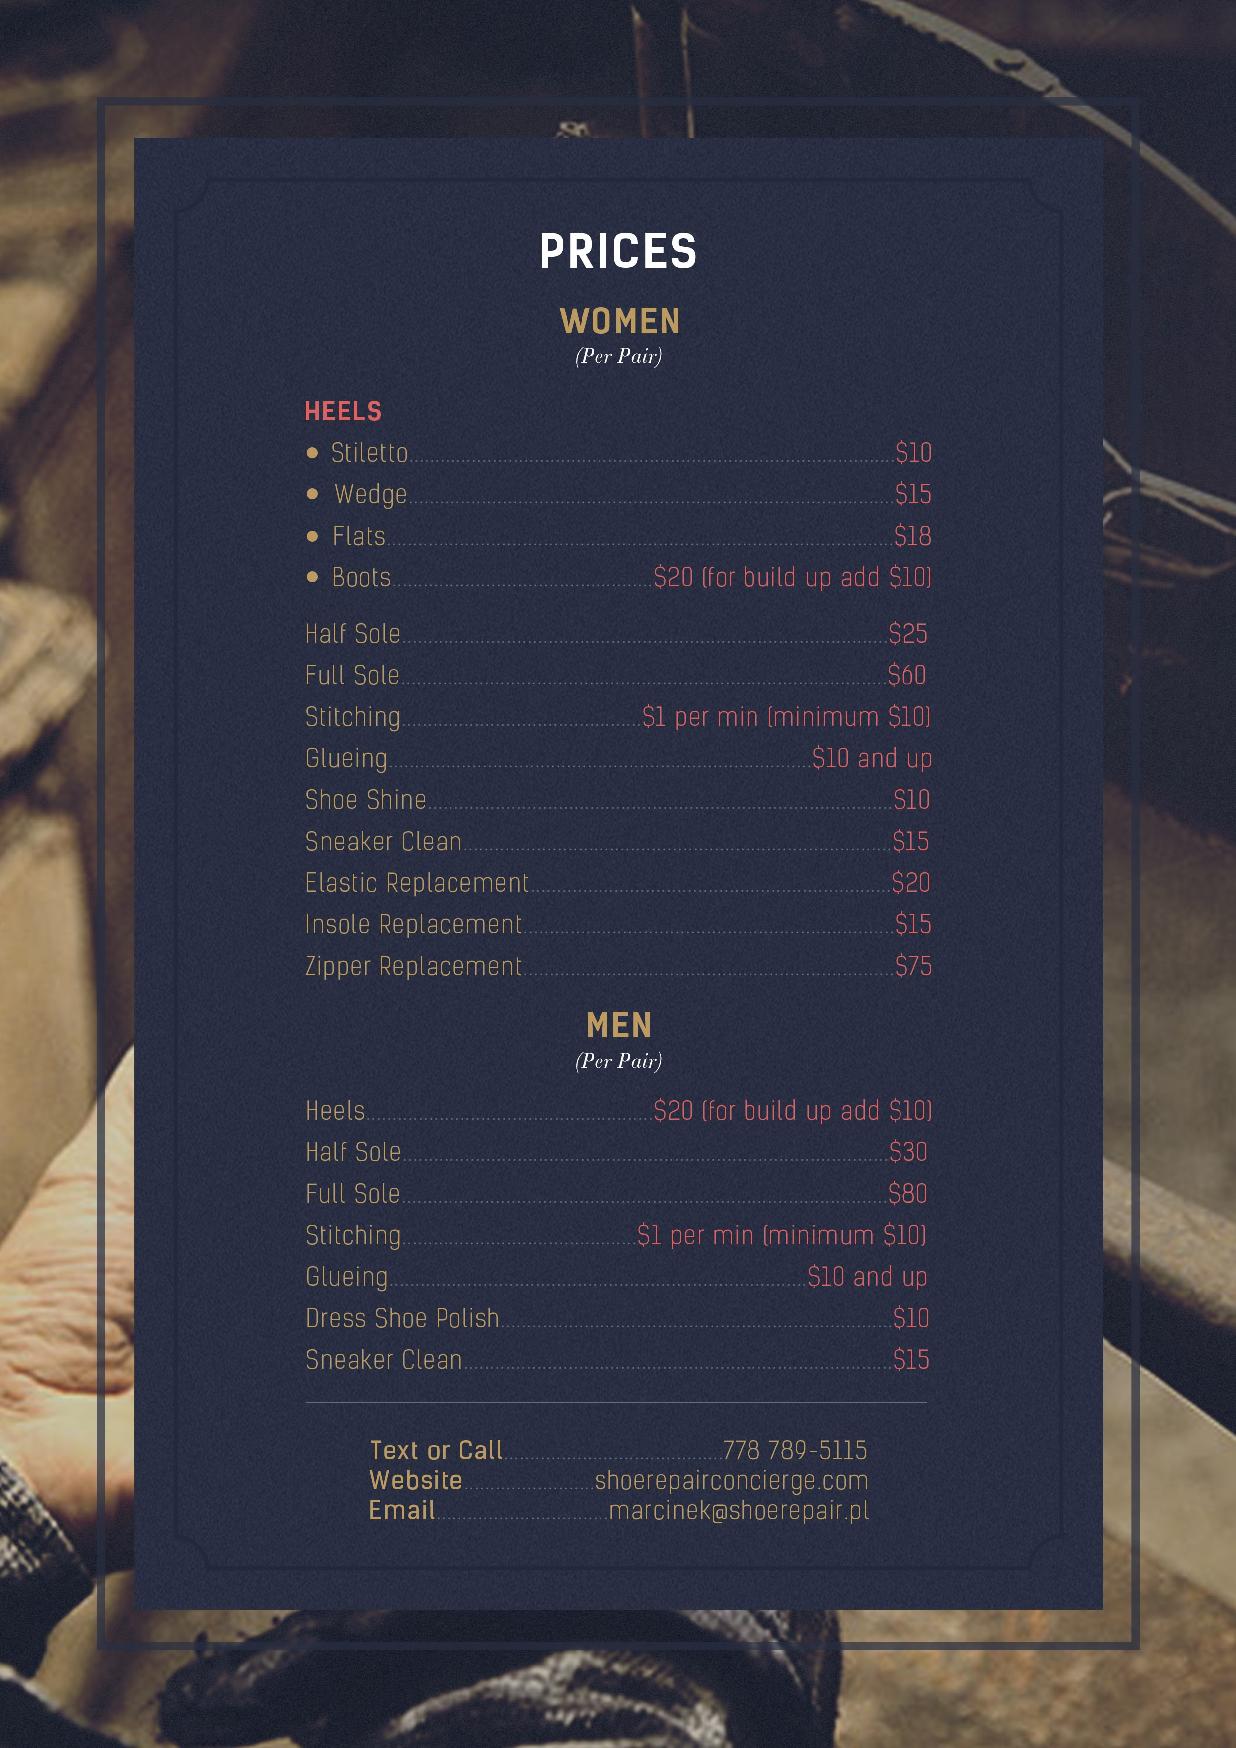 PRICES
WOMEN
(Per Pair)
HEELS
• Stiletto $10
• Wedge $15
• Flats $18
• Boots $20 (for build up add $10)
Half Sole $25
Full Sole $60
Stitching $1 per min (minimum $10)
Glueing $10 and up
Shoe Shine $10
Sneaker Clean $15
Elastic Replacement $20
Insole Replacement $15
Zipper Replacement $75
MEN
(Per Pair)
Heels $20 (for build up add $10)
Half Sole $30
Full Sole $80
Stitching $1 per min (minimum $10)
Glueing $10 and up
Dress Shoe Polish $10
Sneaker Clean $15
Text or Call 778 789-5115
Website shoerepairconcierge.com
Email marcinek@shoerepair.pl